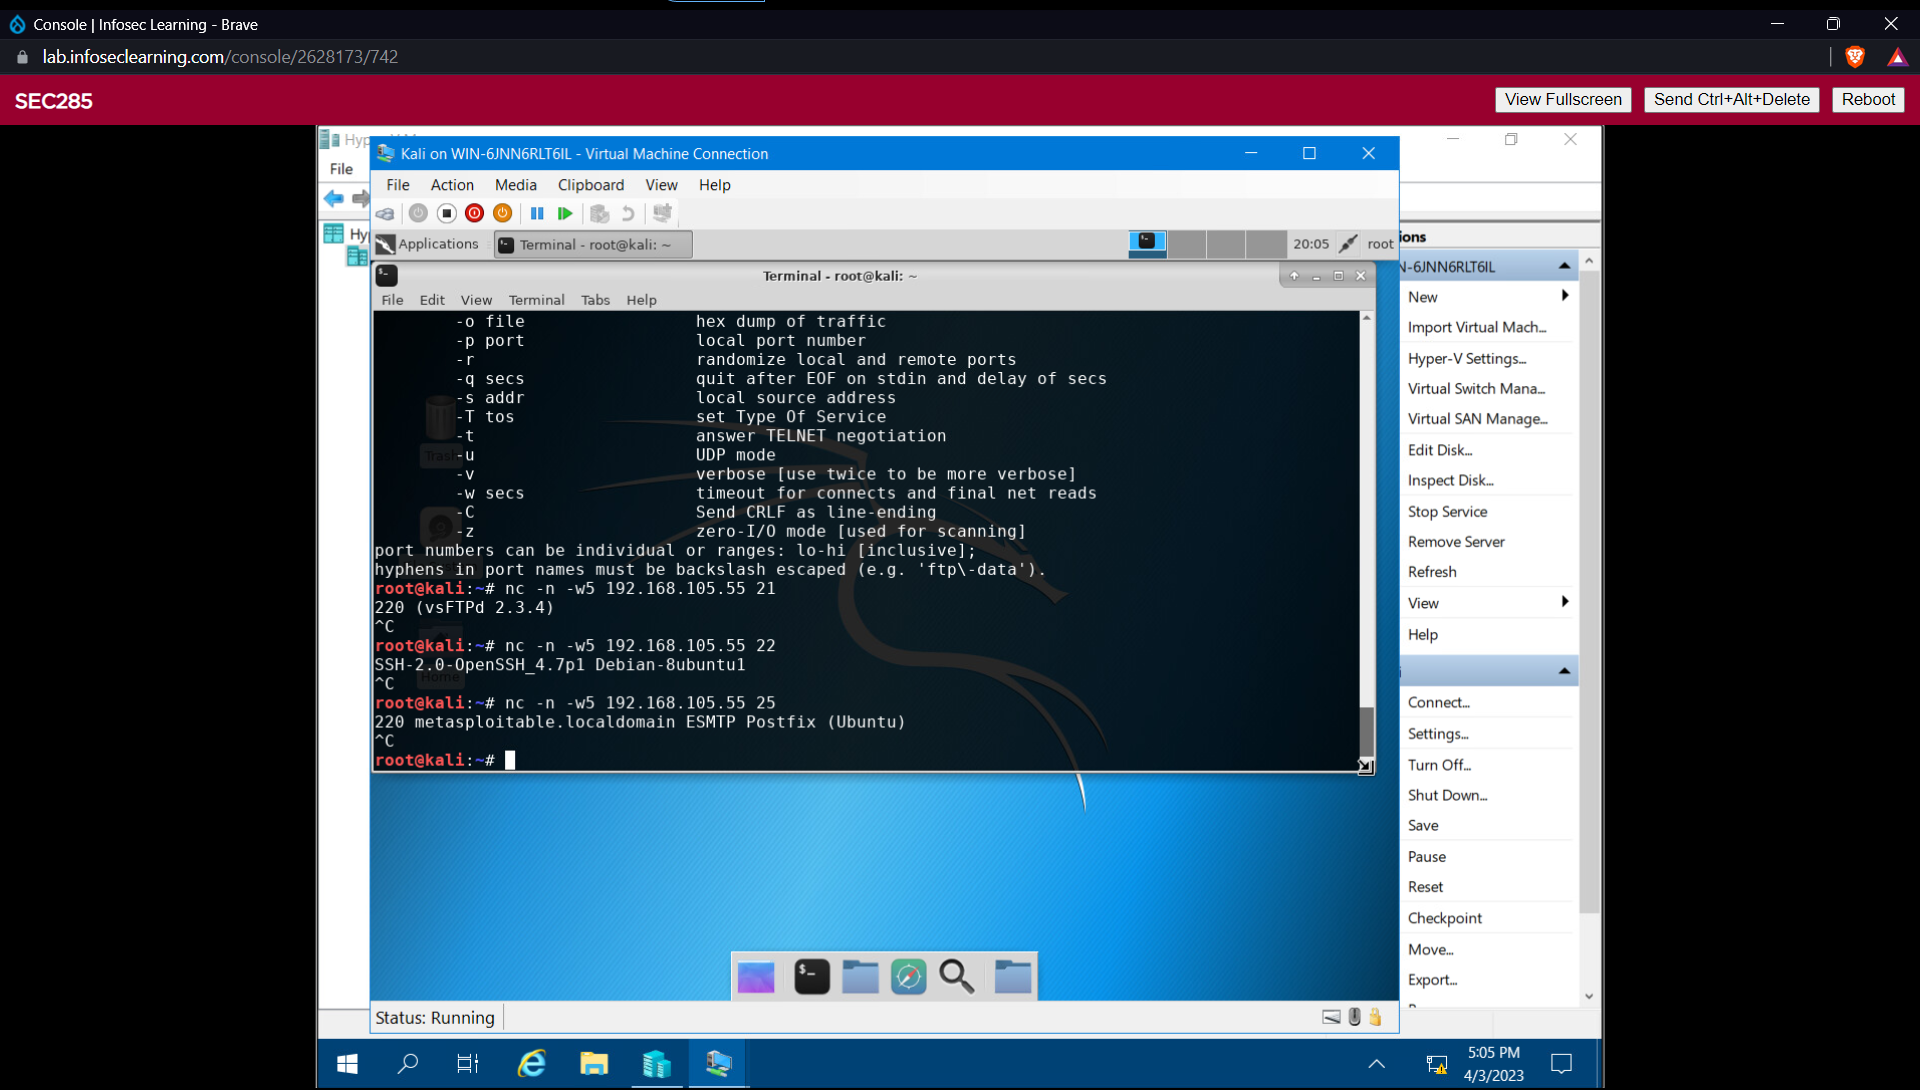 Console | Infosec Learning - Brave
lab.infoseclearning.com/console/2628173/742
SEC285
View Fullscreen
Send Ctrl+Alt+Delete
Reboot
File
Kali on WIN-6JNN6RLT6IL - Virtual Machine Connection
File Action Media Clipboard View Help
Applications
Terminal - root@kali: ~
20:05
root
Terminal - root@kali: ~
File Edit View Terminal Tabs Help
-o file hex dump of traffic
-p port local port number
-r randomize local and remote ports
-q secs quit after EOF on stdin and delay of secs
-s addr local source address
-T tos set Type Of Service
-t answer TELNET negotiation
-u UDP mode
-v verbose [use twice to be more verbose]
-w secs timeout for connects and final net reads
-C Send CRLF as line-ending
-z zero-I/O mode [used for scanning]
port numbers can be individual or ranges: lo-hi [inclusive];
hyphens in port names must be backslash escaped (e.g. 'ftp\-data').
root@kali:~# nc -n -w5 192.168.105.55 21
220 (vsFTPd 2.3.4)
^C
root@kali:~# nc -n -w5 192.168.105.55 22
SSH-2.0-OpenSSH_4.7p1 Debian-8ubuntu1
^C
root@kali:~# nc -n -w5 192.168.105.55 25
220 metasploitable.localdomain ESMTP Postfix (Ubuntu)
^C
root@kali:~#
Trash
Home
Status: Running
ions
N-6JNN6RLT6IL
New
Import Virtual Mach...
Hyper-V Settings...
Virtual Switch Mana...
Virtual SAN Manage...
Edit Disk...
Inspect Disk...
Stop Service
Remove Server
Refresh
View
Help
Connect...
Settings...
Turn Off...
Shut Down...
Save
Pause
Reset
Checkpoint
Move...
Export...
5:05 PM
4/3/2023